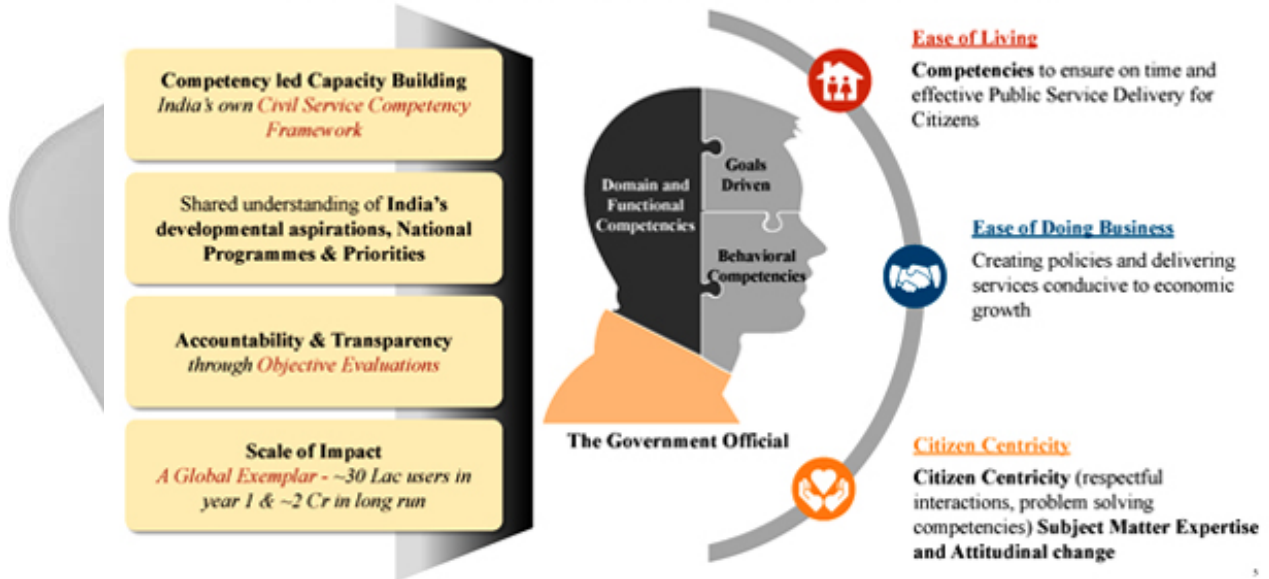 Competency led Capacity Building
India's own Civil Service Competency
Framework
Shared understanding of India's
developmental aspirations, National
Programmes & Priorities
Accountability & Transparency
through Objective Evaluations
Scale of Impact
A Global Exemplar - ~30 Lac users in
year 1 & ~2 Cr in long run
Domain and
Functional
Competencies
Goals
Driven
Behavioral
Competencies
The Government Official
Ease of Living
Competencies to ensure on time and
effective Public Service Delivery for
Citizens
Ease of Doing Business
Creating policies and delivering
services conducive to economic
growth
Citizen Centricity
Citizen Centricity (respectful
interactions, problem solving
competencies) Subject Matter Expertise
and Attitudinal change